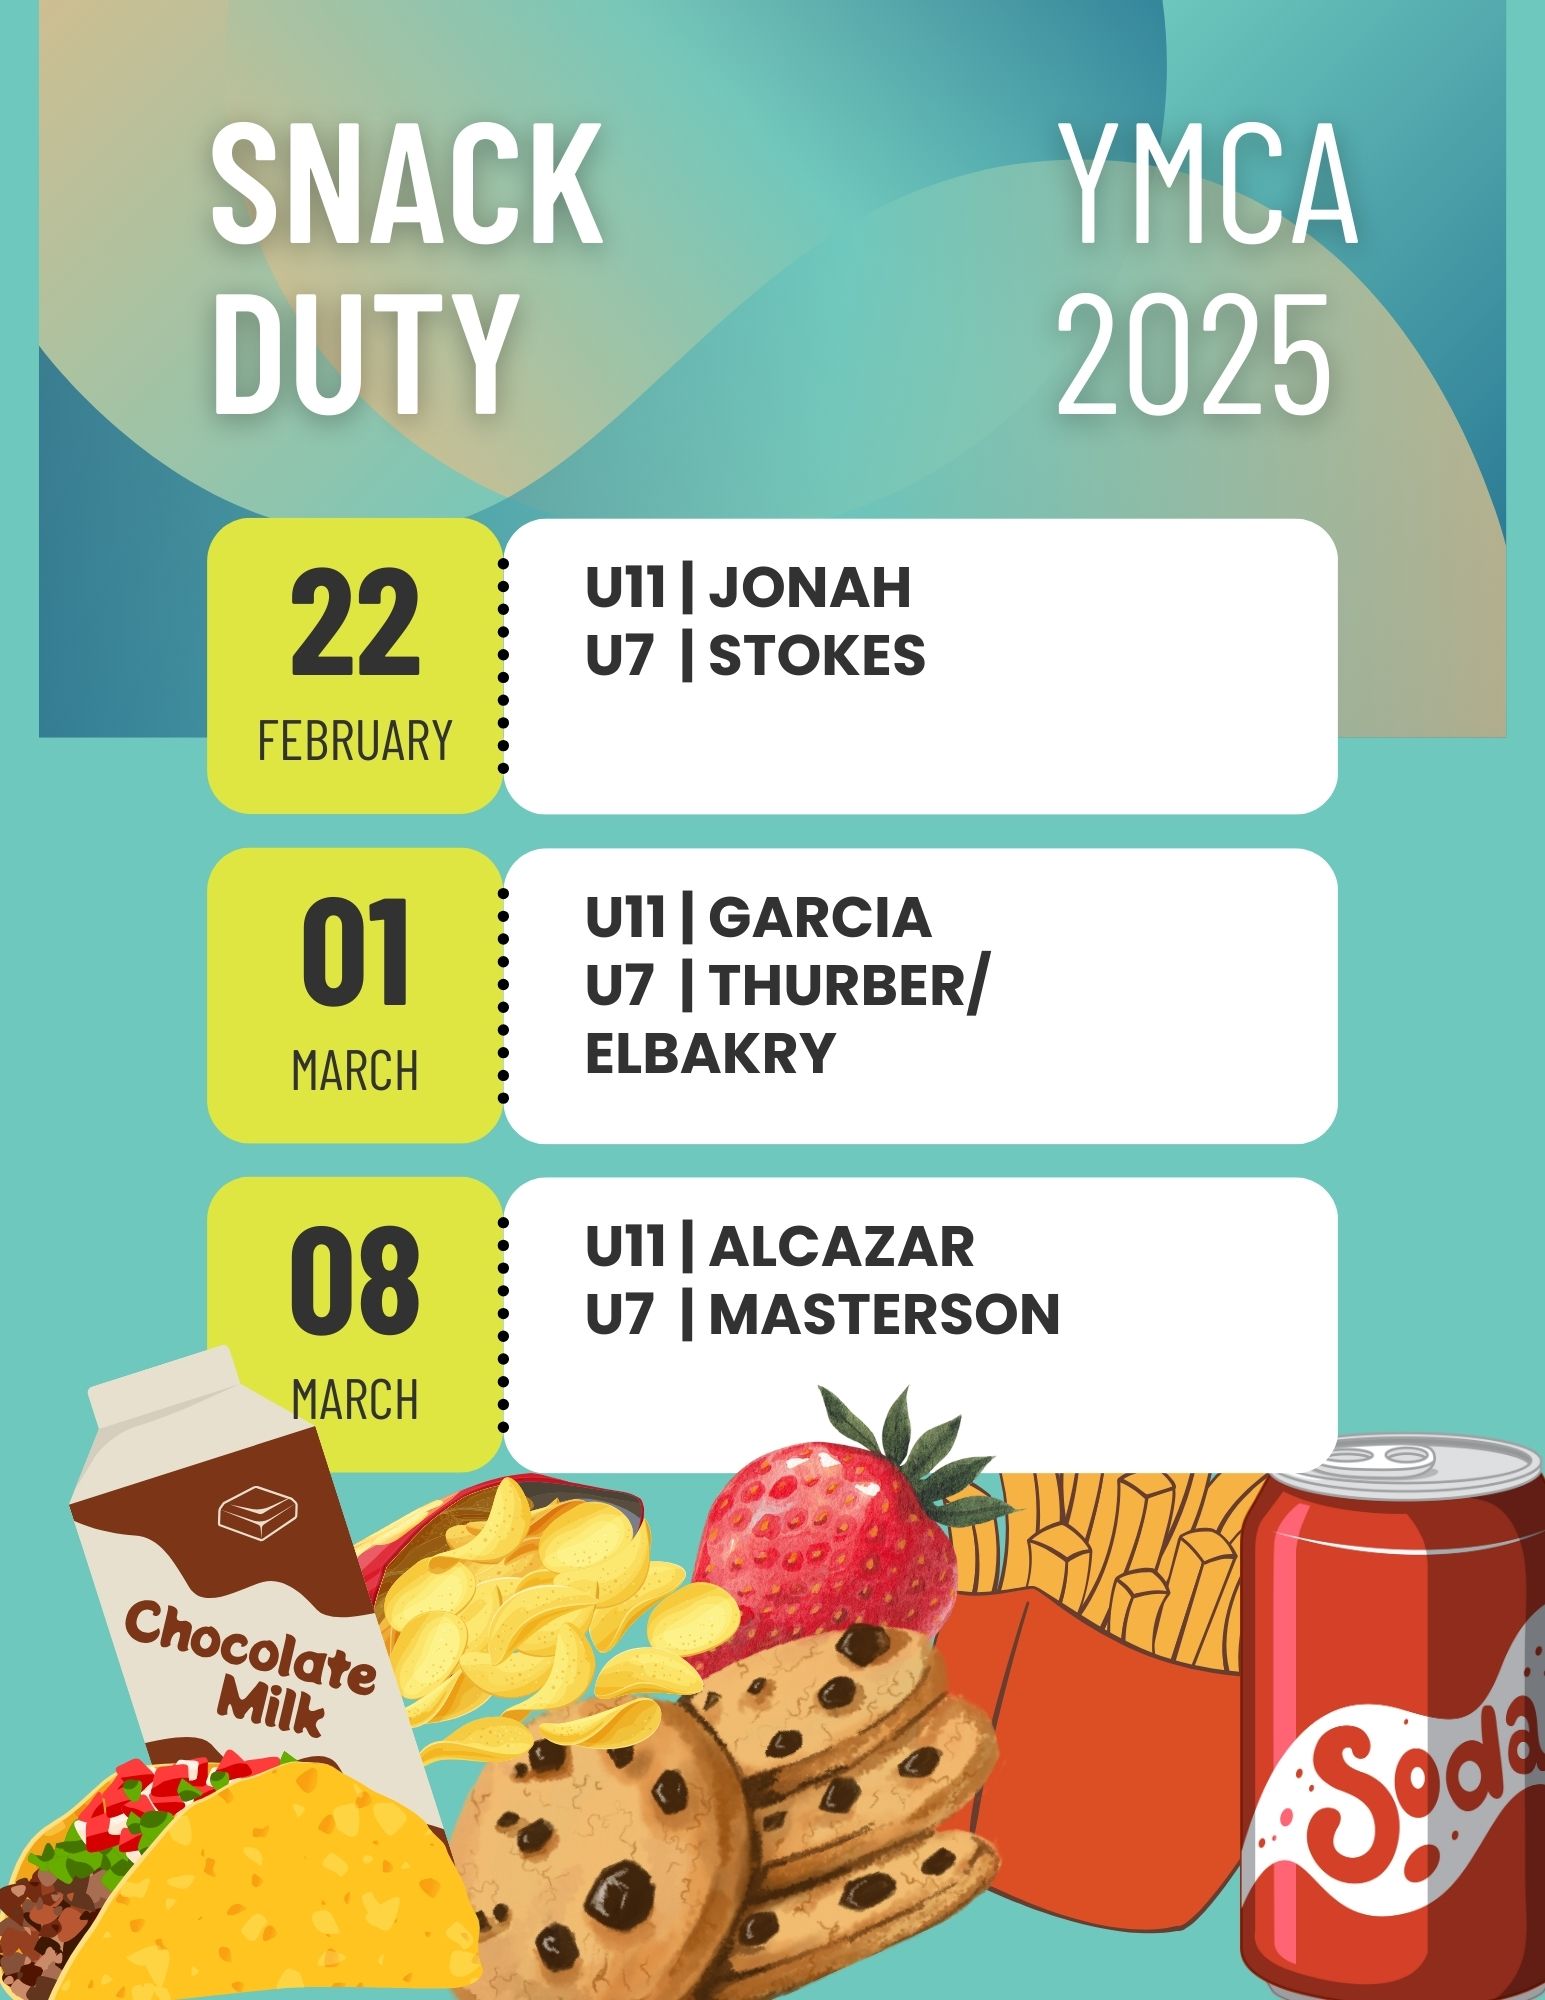 SNACK
DUTY
YMCA
2025
22
FEBRUARY
U11 | JONAH
U7 | STOKES
01
MARCH
U11 | GARCIA
U7 | THURBER/
ELBAKRY
08
MARCH
U11 | ALCAZAR
U7 | MASTERSON
Chocolate
Milk
Soda